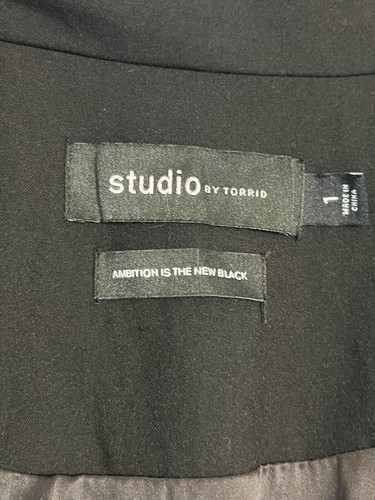 studio BY TORRID
1
MADE IN
CHINA
AMBITION IS THE NEW BLACK